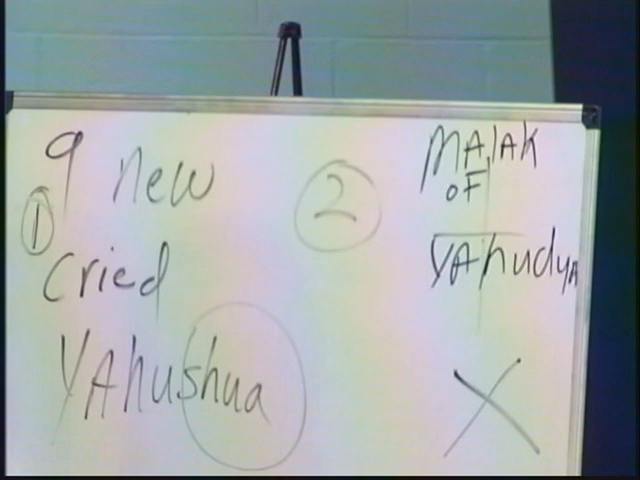 9 new
①
cried
YAhushua
②
MALAK
OF
YAhudyA
X